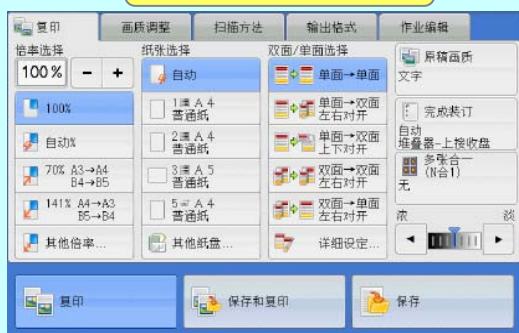 复印 画质调整 扫描方法 输出格式 作业编辑
倍率选择 纸张选择 双面/单面选择
100% - +
100%
自动%
70% A3→A4
B4→B5
141% A4→A3
B5→B4
其他倍率...
自动
1 A4
普通纸
2 A4
普通纸
3 A5
普通纸
5 A4
普通纸
其他纸盘...
单面→单面
单面→双面
左右对开
单面→双面
上下对开
双面→双面
左右对开
双面→单面
左右对开
详细设定...
原稿画质
文字
完成装订
自动
堆叠器-上接收盘
多张合一
(N合1)
无
浓 淡
复印 保存和复印 保存